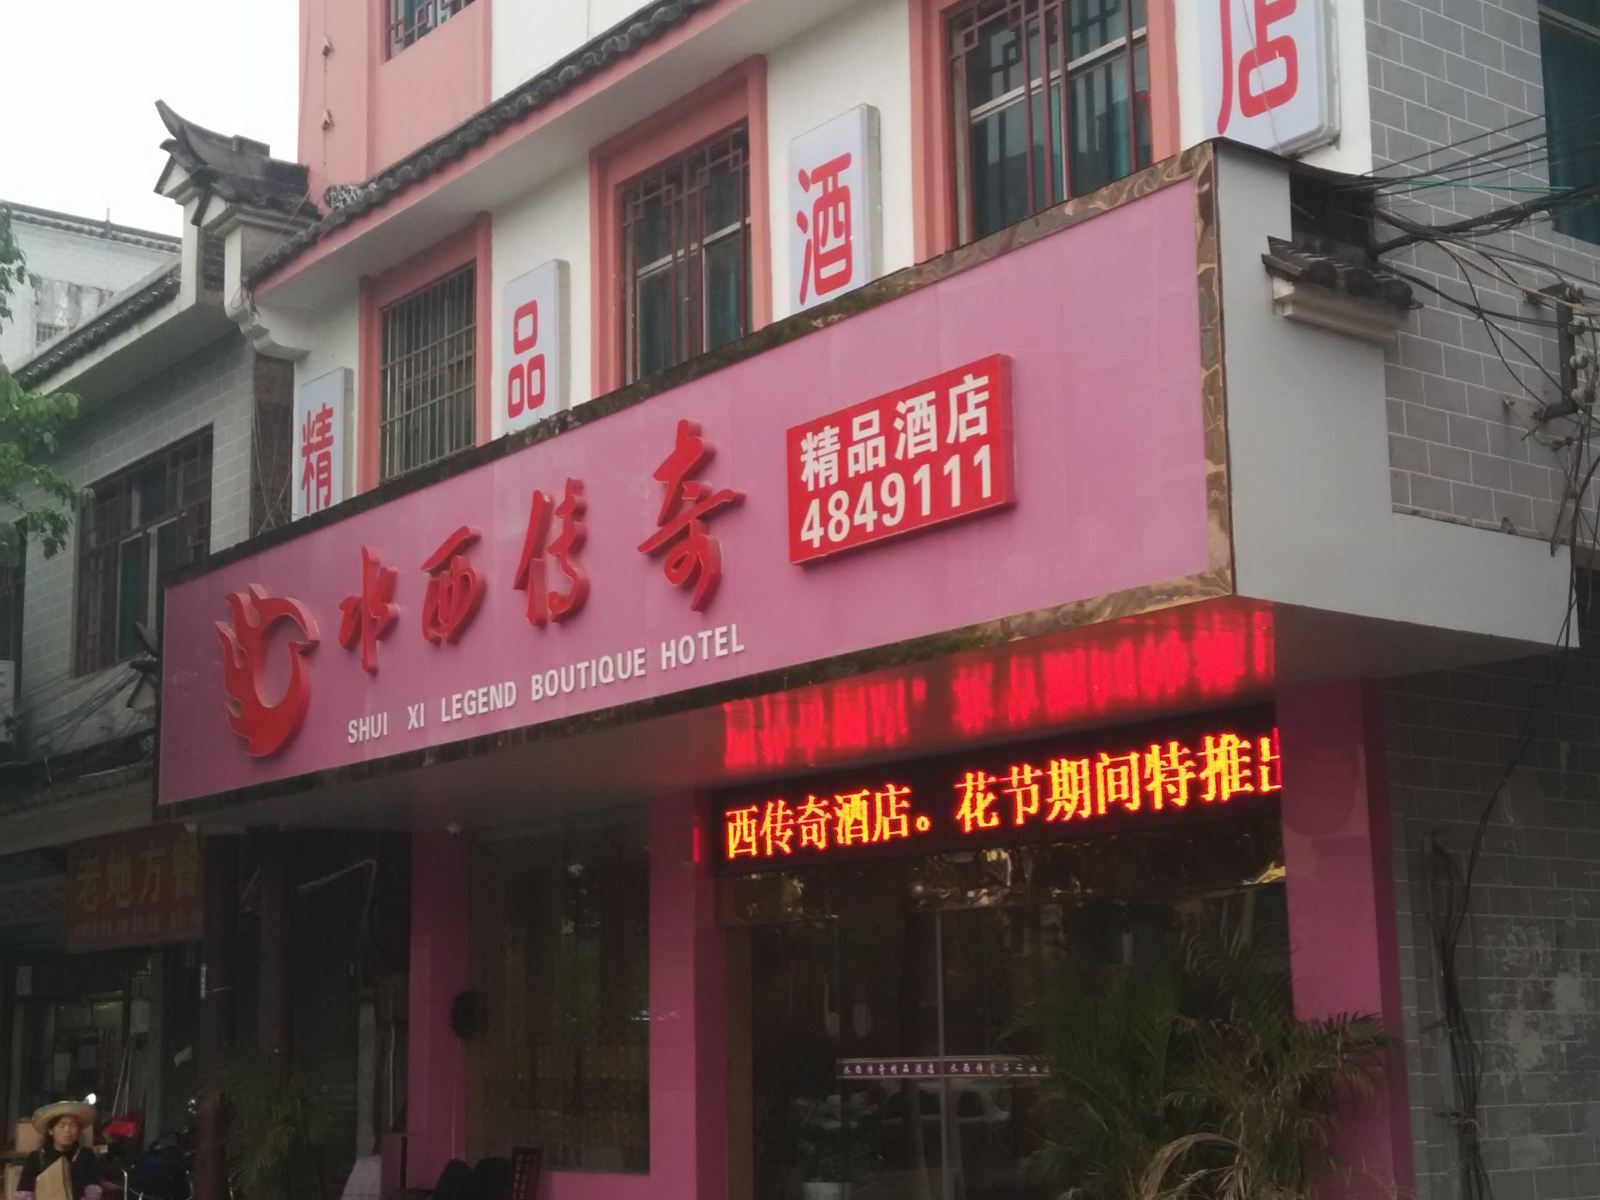 精品酒店
水西传奇
精品酒店
4849111
SHUI XI LEGEND BOUTIQUE HOTEL
西传奇酒店。花节期间特推出
老地方餐